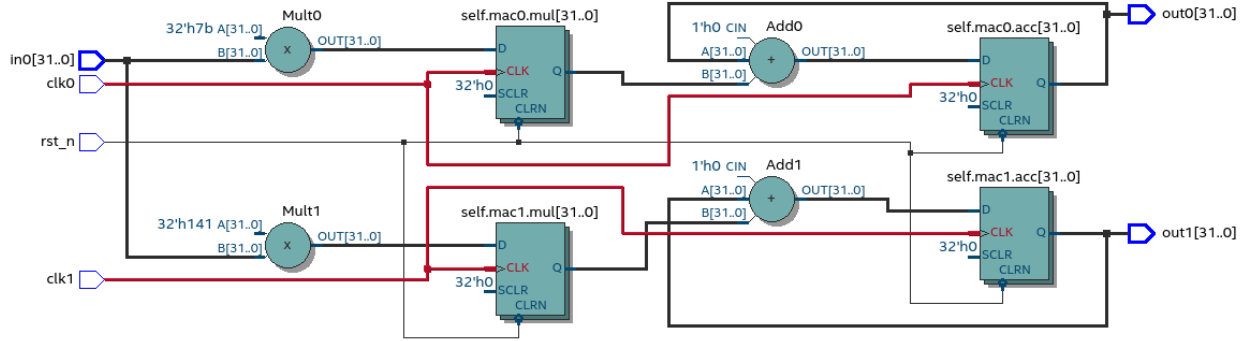 in0[31..0]
clk0
rst_n
clk1
32'h7b A[31..0]
B[31..0]
Mult0
x
OUT[31..0]
self.mac0.mul[31..0]
D
CLK
32'h0
SCLR
CLRN
Q
1'h0 CIN
A[31..0]
B[31..0]
Add0
+
OUT[31..0]
self.mac0.acc[31..0]
D
CLK
32'h0
SCLR
CLRN
Q
out0[31..0]
32'h141 A[31..0]
B[31..0]
Mult1
x
OUT[31..0]
self.mac1.mul[31..0]
D
CLK
32'h0
SCLR
CLRN
Q
1'h0 CIN
A[31..0]
B[31..0]
Add1
+
OUT[31..0]
self.mac1.acc[31..0]
D
CLK
32'h0
SCLR
CLRN
Q
out1[31..0]